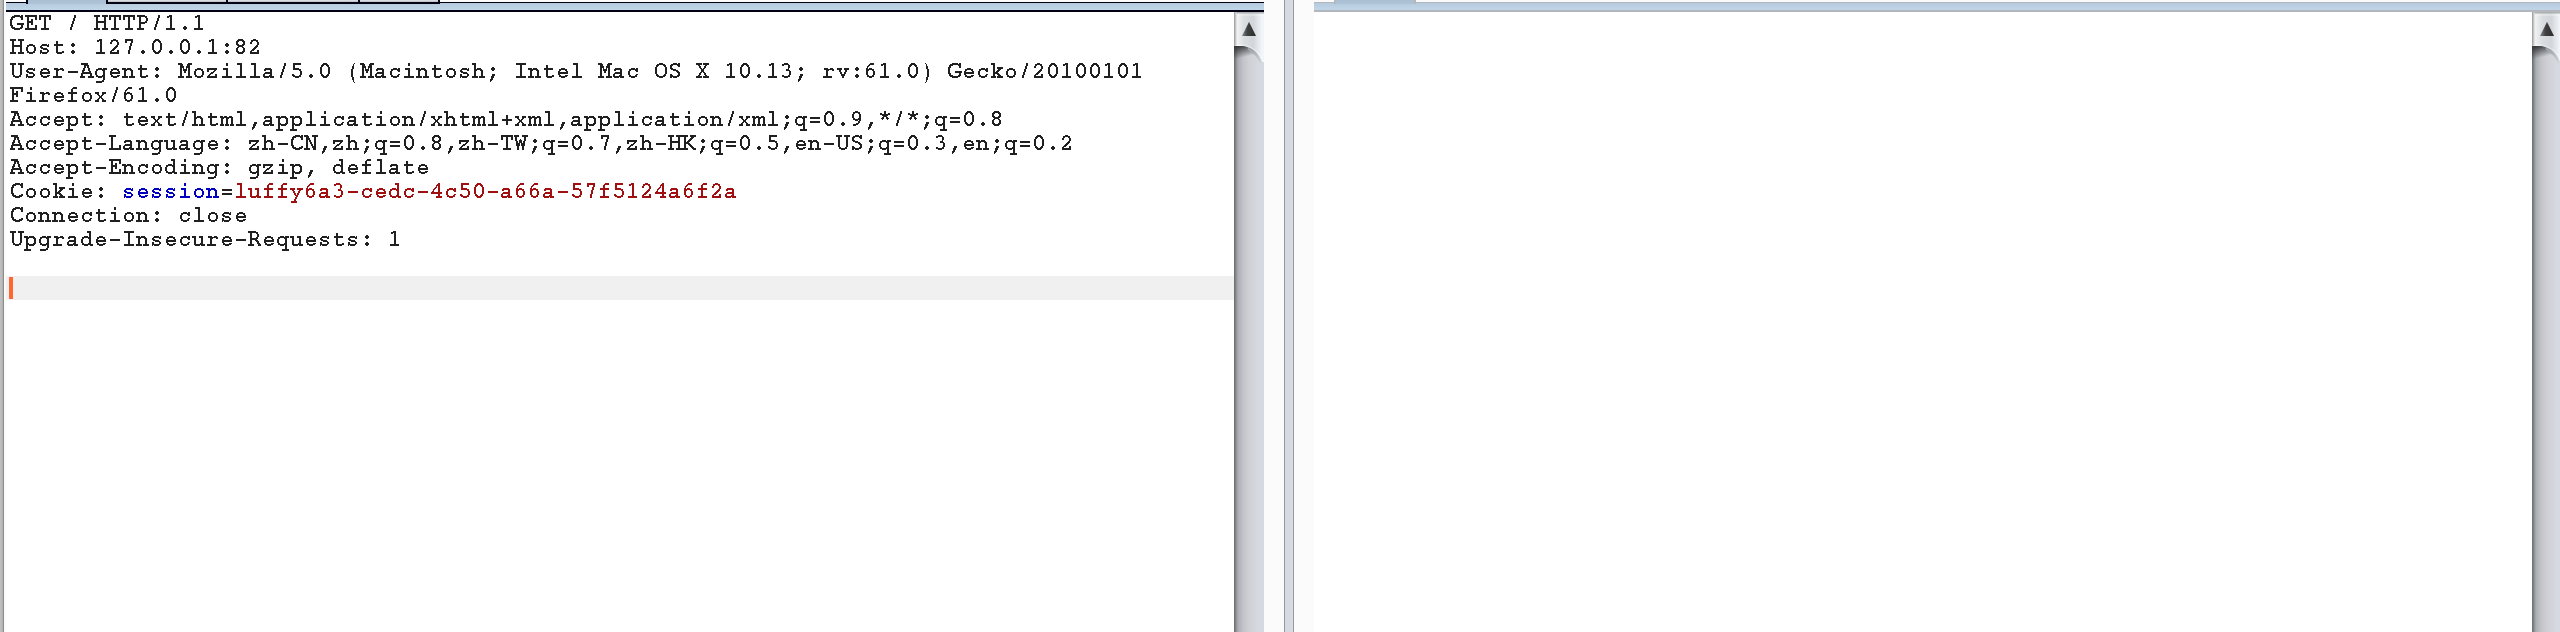 GET / HTTP/1.1
Host: 127.0.0.1:82
User-Agent: Mozilla/5.0 (Macintosh; Intel Mac OS X 10.13; rv:61.0) Gecko/20100101
Firefox/61.0
Accept: text/html,application/xhtml+xml,application/xml;q=0.9,*/*;q=0.8
Accept-Language: zh-CN,zh;q=0.8,zh-TW;q=0.7,zh-HK;q=0.5,en-US;q=0.3,en;q=0.2
Accept-Encoding: gzip, deflate
Cookie: session=luffy6a3-cedc-4c50-a66a-57f5124a6f2a
Connection: close
Upgrade-Insecure-Requests: 1